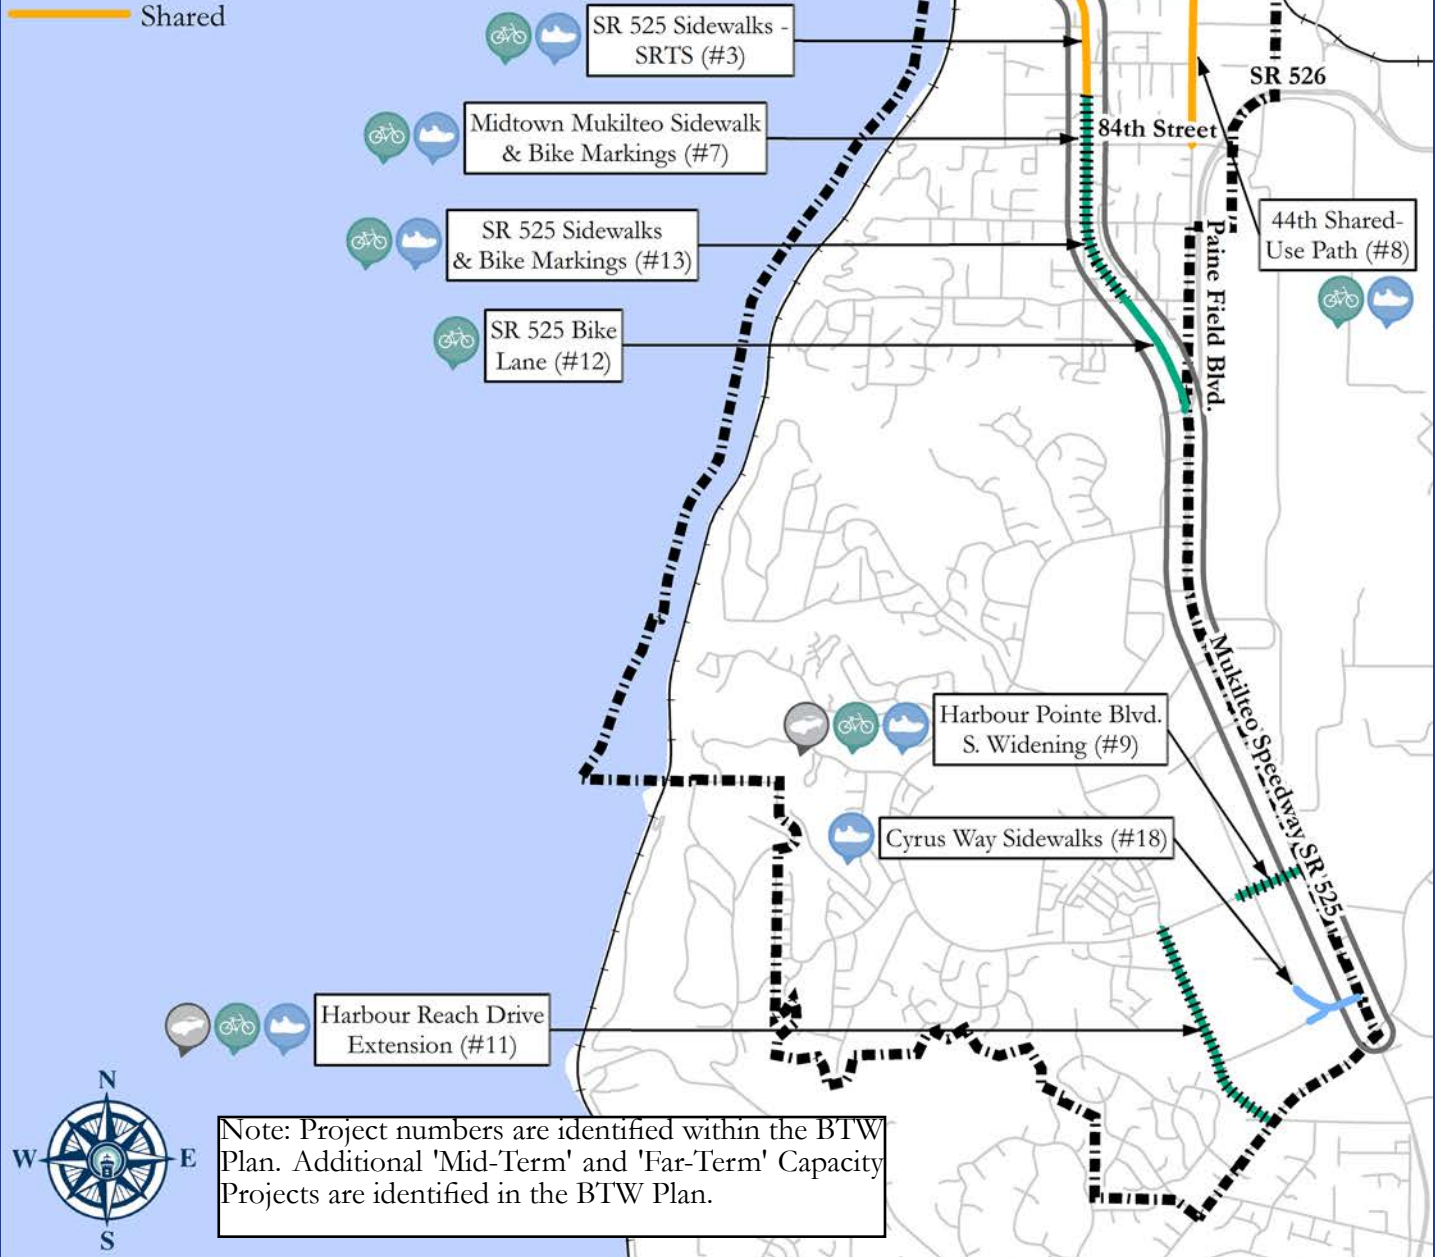 Shared
SR 525 Sidewalks -
SRTS (#3)
SR 526
Midtown Mukilteo Sidewalk
& Bike Markings (#7)
84th Street
44th Shared-
Use Path (#8)
SR 525 Sidewalks
& Bike Markings (#13)
Paine Field Blvd.
SR 525 Bike
Lane (#12)
Mukilteo Speedway SR 525
Harbour Pointe Blvd.
S. Widening (#9)
Cyrus Way Sidewalks (#18)
Harbour Reach Drive
Extension (#11)
N
W
E
S
Note: Project numbers are identified within the BTW
Plan. Additional 'Mid-Term' and 'Far-Term' Capacity
Projects are identified in the BTW Plan.